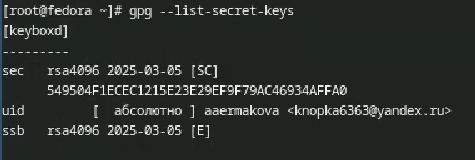 [root@fedora ~]# gpg --list-secret-keys
[keyboxd]
---------
sec   rsa4096 2025-03-05 [SC]
      549504F1ECEC1215E23E29EF9F79AC46934AFFA0
uid         [  абсолютно ] aaermakova <knopka6363@yandex.ru>
ssb   rsa4096 2025-03-05 [E]